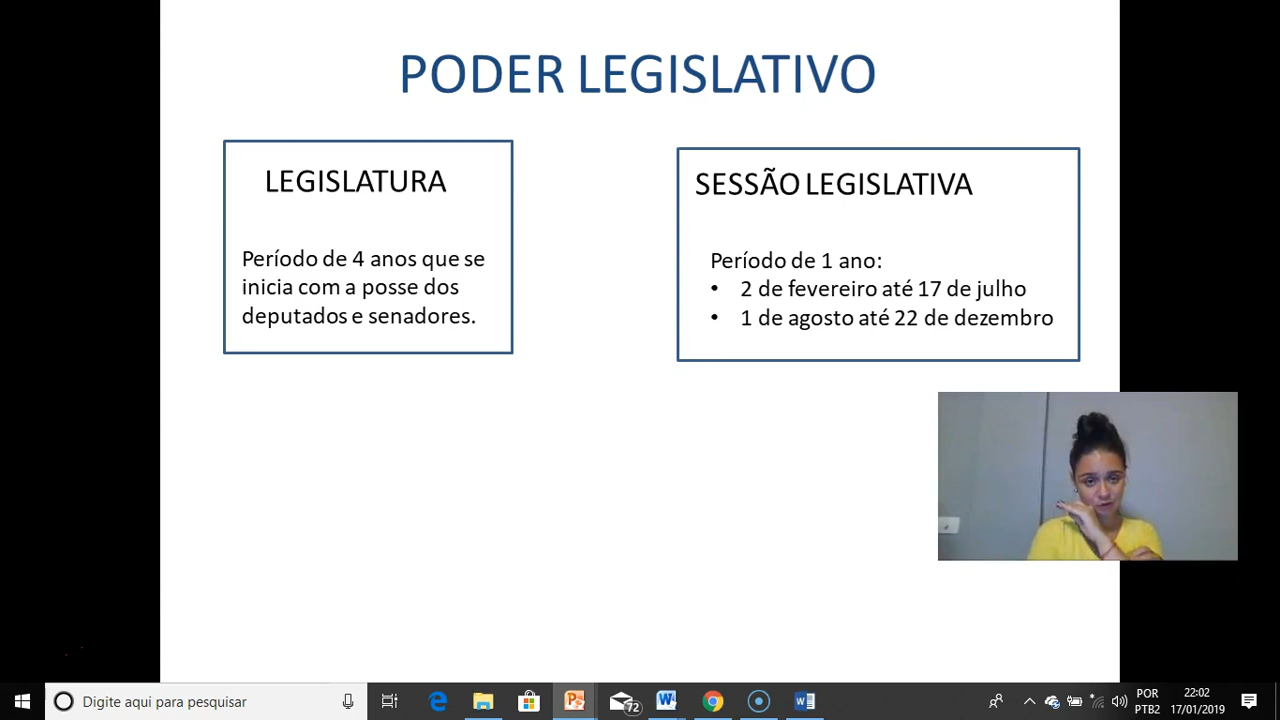 PODER LEGISLATIVO
LEGISLATURA
Período de 4 anos que se
inicia com a posse dos
deputados e senadores.
SESSÃO LEGISLATIVA
Período de 1 ano:
• 2 de fevereiro até 17 de julho
• 1 de agosto até 22 de dezembro
Digite aqui para pesquisar
72
POR
PTB2
22:02
17/01/2019